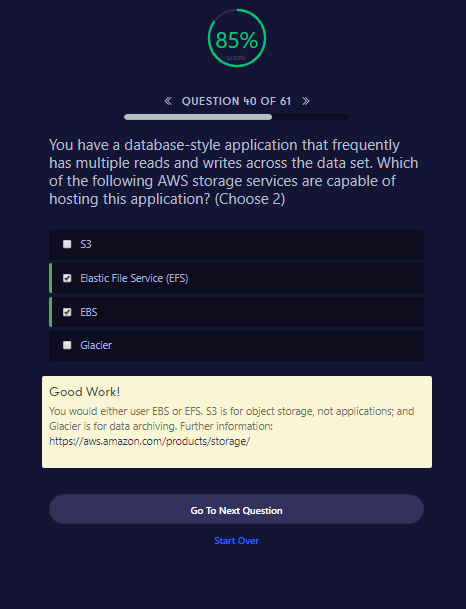 85%
SCORE
« QUESTION 40 OF 61 »
You have a database-style application that frequently
has multiple reads and writes across the data set. Which
of the following AWS storage services are capable of
hosting this application? (Choose 2)
S3
Elastic File Service (EFS)
EBS
Glacier
Good Work!
You would either user EBS or EFS. S3 is for object storage, not applications; and
Glacier is for data archiving. Further information:
https://aws.amazon.com/products/storage/
Go To Next Question
Start Over